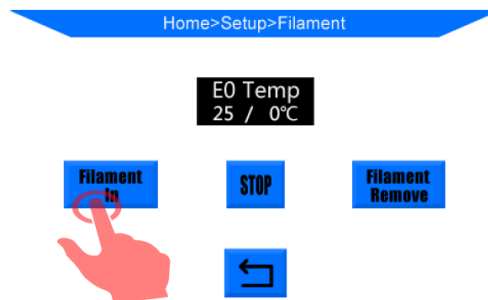 Home>Setup>Filament
E0 Temp
25 / 0℃
Filament
In
STOP
Filament
Remove